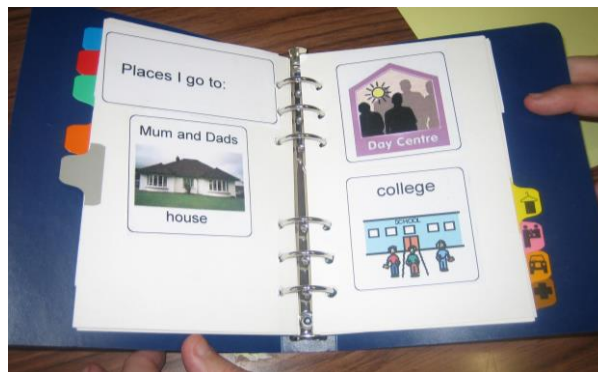 Places I go to:
Mum and Dads
house
Day Centre
college
SCHOOL